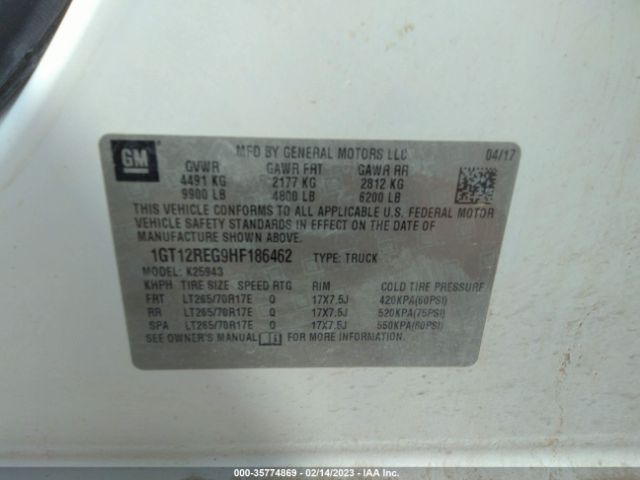 GM
MFD BY GENERAL MOTORS LLC 04/17
GVWR GAWR FRT GAWR RR
4491 KG 2177 KG 2812 KG
9900 LB 4800 LB 6200 LB
THIS VEHICLE CONFORMS TO ALL APPLICABLE U.S. FEDERAL MOTOR
VEHICLE SAFETY STANDARDS IN EFFECT ON THE DATE OF
MANUFACTURE SHOWN ABOVE.
1GT12REG9HF186462 TYPE: TRUCK
MODEL: K25943
KHPH TIRE SIZE SPEED RTG RIM COLD TIRE PRESSURE
FRT LT265/70R17E Q 17X7.5J 420KPA(60PSI)
RR LT265/70R17E Q 17X7.5J 520KPA(75PSI)
SPA LT265/70R17E Q 17X7.5J 550KPA(80PSI)
SEE OWNER'S MANUAL FOR MORE INFORMATION.
000-35774869 - 02/14/2023 - IAA Inc.